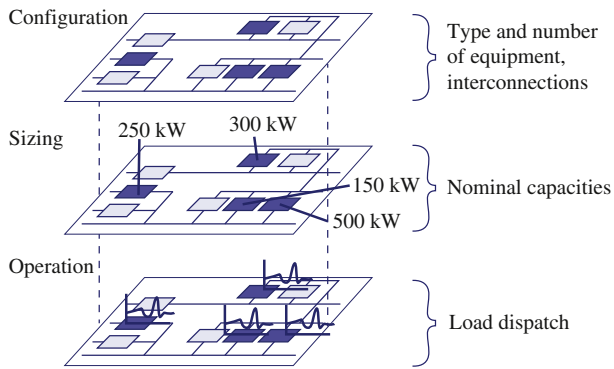 Configuration
Type and number
of equipment,
interconnections
Sizing
250 kW
300 kW
150 kW
500 kW
Nominal capacities
Operation
Load dispatch